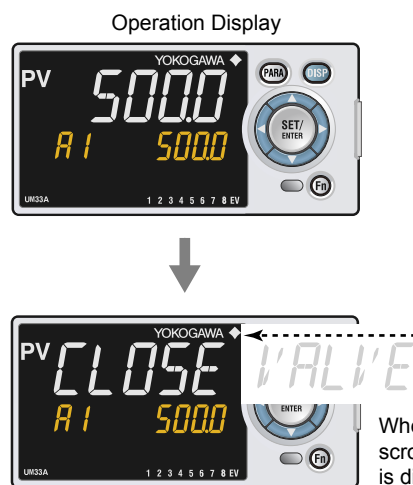 Operation Display
YOKOGAWA
PV 500.0
PARA DISP
A1 500.0
SET/
ENTER
Fn
UM33A 1 2 3 4 5 6 7 8 EV
YOKOGAWA
PV CLOSE VALVE
A1 500.0
ENTER
Fn
UM33A 1 2 3 4 5 6 7 8 EV
scro
is d